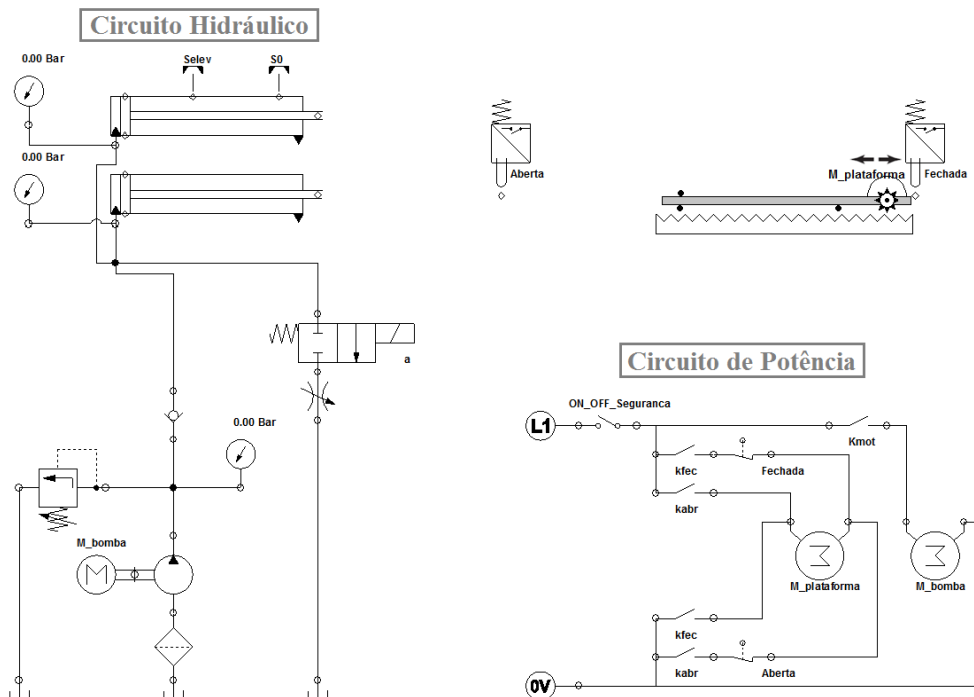 Circuito Hidráulico
0.00 Bar
Selev
S0
0.00 Bar
Aberta
M_plataforma
Fechada
a
0.00 Bar
M_bomba
M
Circuito de Potência
ON_OFF_Seguranca
L1
Kmot
kfec
Fechada
kabr
M
M
M_plataforma
M_bomba
kfec
kabr
Aberta
0V